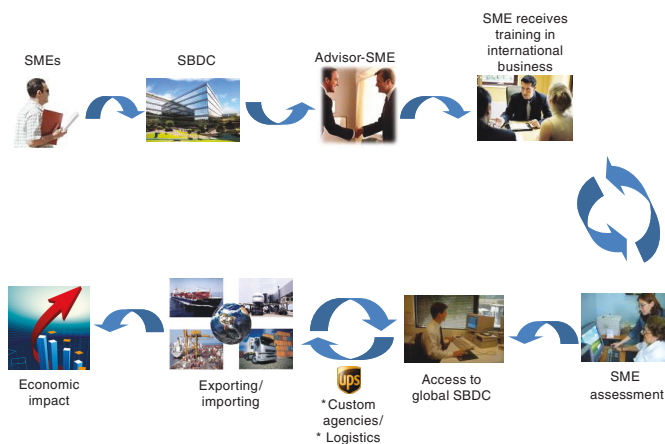 SMEs
SBDC
Advisor-SME
SME receives
training in
international
business
Economic
impact
Exporting/
importing
ups
* Custom
agencies/
* Logistics
Access to
global SBDC
SME
assessment